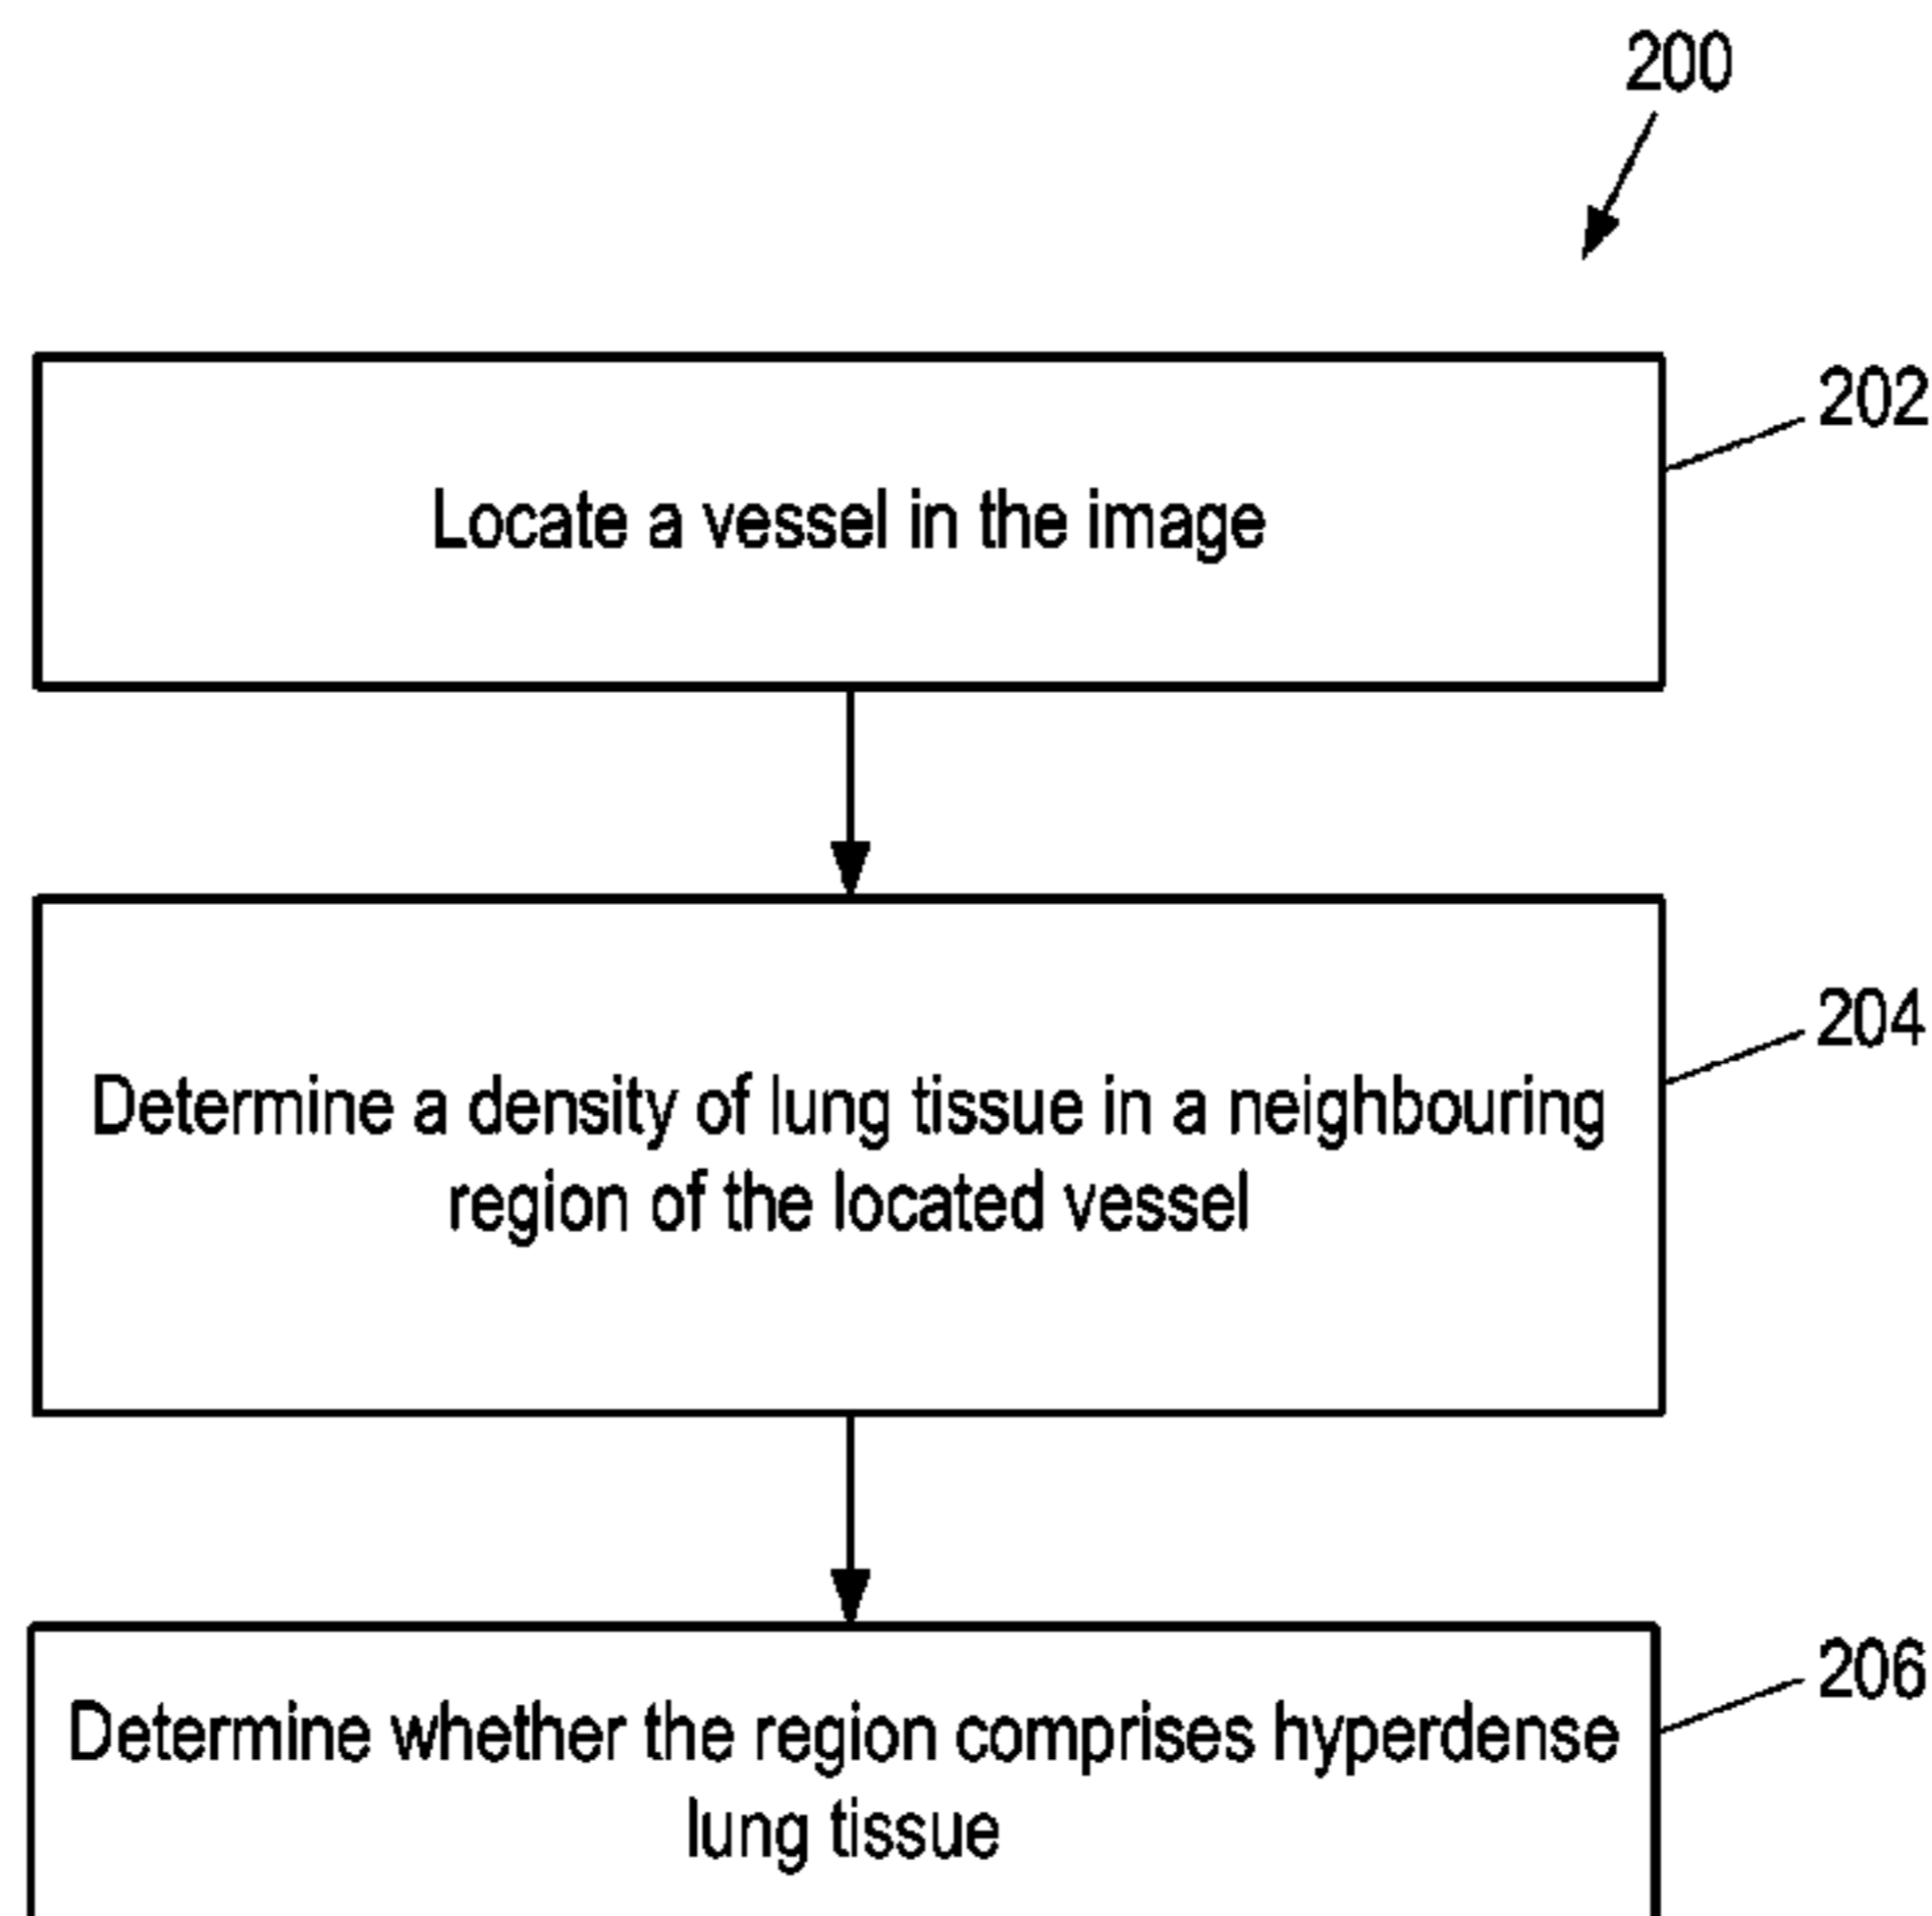 200
202
Locate a vessel in the image
204
Determine a density of lung tissue in a neighbouring
region of the located vessel
206
Determine whether the region comprises hyperdense
lung tissue